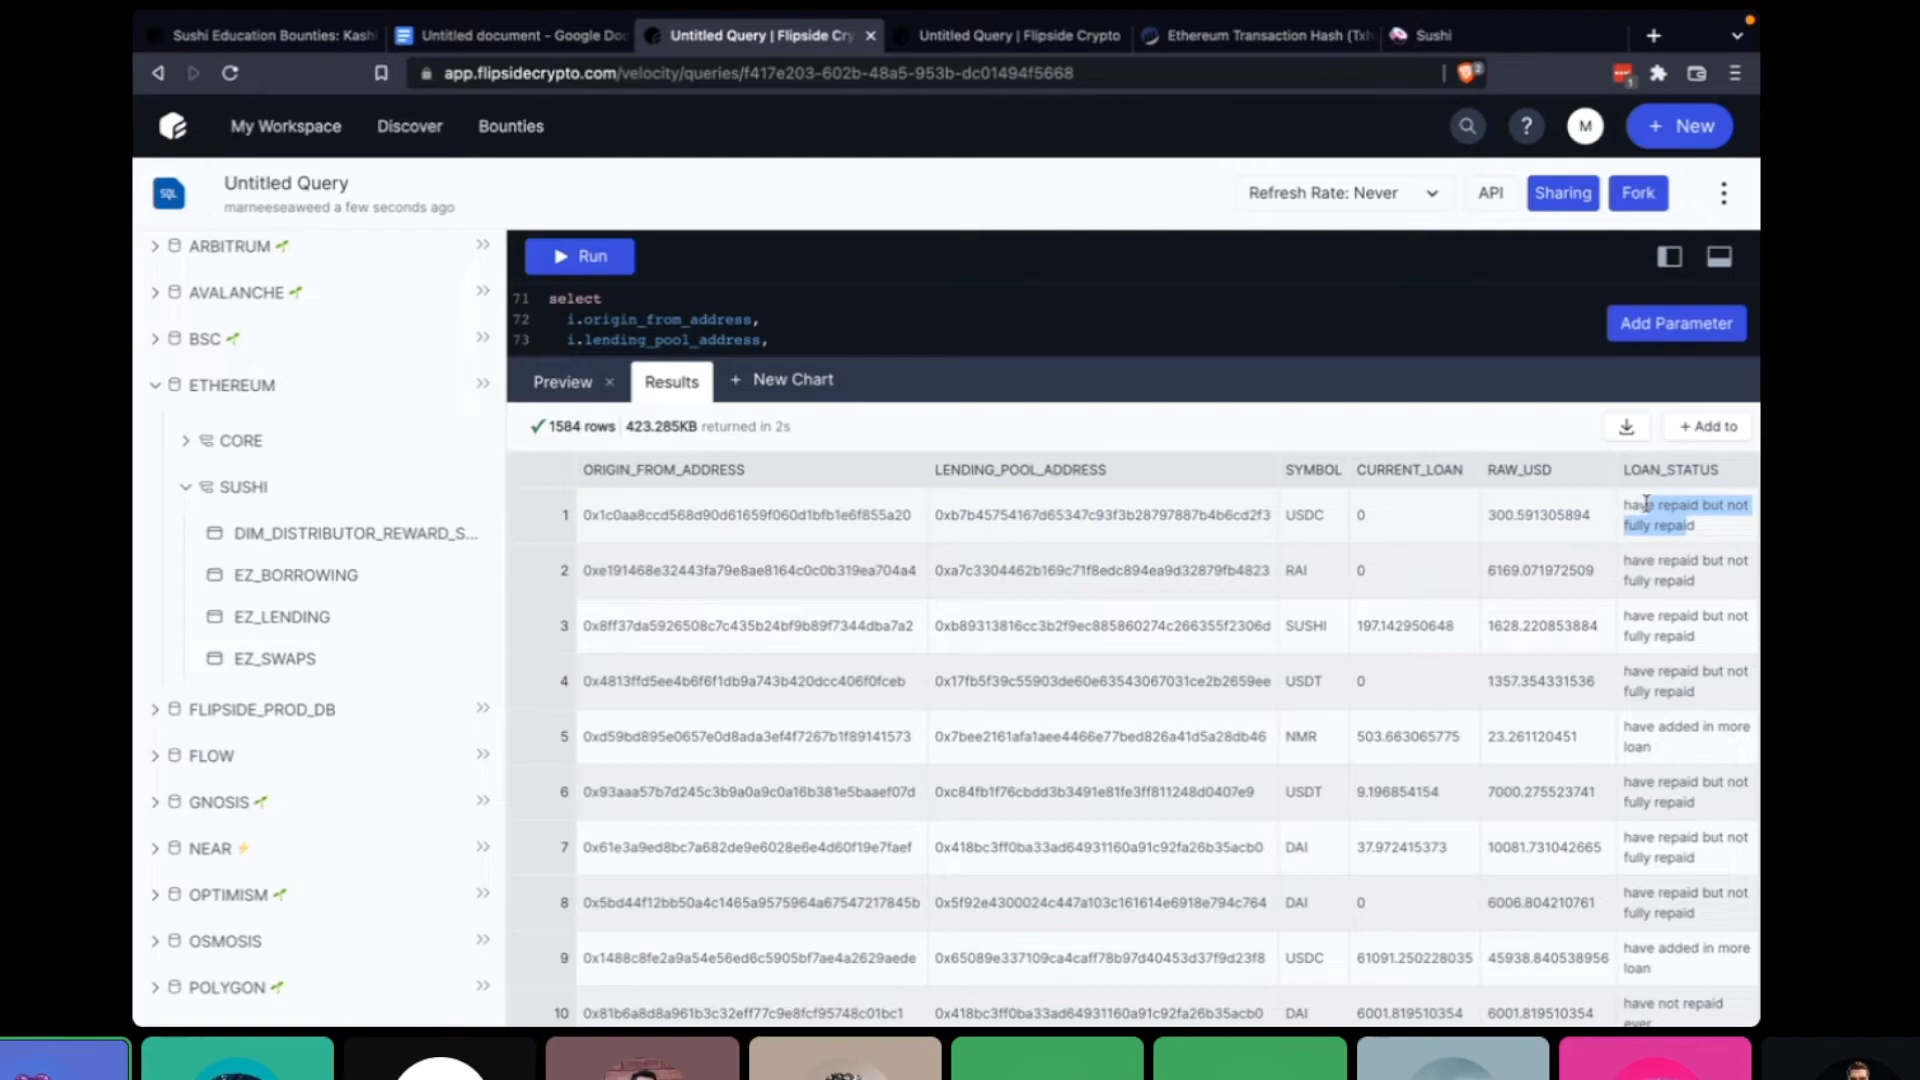 Sushi Education Bounties: Kashi
Untitled document - Google Doc
Untitled Query | Flipside Cry
Untitled Query | Flipside Crypto
Ethereum Transaction Hash (Txh
Sushi
app.flipsidecrypto.com/velocity/queries/f417e203-602b-48a5-953b-dc01494f5668
2
1
My Workspace
Discover
Bounties
?
M
+ New
SQL
Untitled Query
marneeseaweed a few seconds ago
Refresh Rate: Never
API
Sharing
Fork
ARBITRUM
AVALANCHE
BSC
ETHEREUM
CORE
SUSHI
DIM_DISTRIBUTOR_REWARD_S...
EZ_BORROWING
EZ_LENDING
EZ_SWAPS
FLIPSIDE_PROD_DB
FLOW
GNOSIS
NEAR
OPTIMISM
OSMOSIS
POLYGON
Run
71 select
72 i.origin_from_address,
73 i.lending_pool_address,
Add Parameter
Preview
Results
+ New Chart
1584 rows 423.285KB returned in 2s
+ Add to
ORIGIN_FROM_ADDRESS LENDING_POOL_ADDRESS SYMBOL CURRENT_LOAN RAW_USD LOAN_STATUS
1 0x1c0aa8ccd568d90d61659f060d1bfb1e6f855a20 0xb7b45754167d65347c93f3b28797887b4b6cd2f3 USDC 0 300.591305894 have repaid but not
fully repaid
2 0xe191468e32443fa79e8ae8164c0c0b319ea704a4 0xa7c3304462b169c71f8edc894ea9d32879fb4823 RAI 0 6169.071972509 have repaid but not
fully repaid
3 0x8ff37da5926508c7c435b24bf9b89f7344dba7a2 0xb89313816cc3b2f9ec885860274c266355f2306d SUSHI 197.142950648 1628.220853884 have repaid but not
fully repaid
4 0x4813ffd5ee4b6f6f1db9a743b420dcc406f0fceb 0x17fb5f39c55903de60e63543067031ce2b2659ee USDT 0 1357.354331536 have repaid but not
fully repaid
5 0xd59bd895e0657e0d8ada3ef4f7267b1f89141573 0x7bee2161afa1aee4466e77bed826a41d5a28db46 NMR 503.663065775 23.261120451 have added in more
loan
6 0x93aaa57b7d245c3b9a0a9c0a16b381e5baaef07d 0xc84fb1f76cbdd3b3491e81fe3ff811248d0407e9 USDT 9.196854154 7000.275523741 have repaid but not
fully repaid
7 0x61e3a9ed8bc7a682de9e6028e6e4d60f19e7faef 0x418bc3ff0ba33ad64931160a91c92fa26b35acb0 DAI 37.972415373 10081.731042665 have repaid but not
fully repaid
8 0x5bd44f12bb50a4c1465a9575964a67547217845b 0x5f92e4300024c447a103c161614e6918e794c764 DAI 0 6006.804210761 have repaid but not
fully repaid
9 0x1488c8fe2a9a54e56ed6c5905bf7ae4a2629aede 0x65089e337109ca4caff78b97d40453d37f9d23f8 USDC 61091.250228035 45938.840538956 have added in more
loan
10 0x81b6a8d8a961b3c32eff77c9e8fcf95748c01bc1 0x418bc3ff0ba33ad64931160a91c92fa26b35acb0 DAI 6001.819510354 6001.819510354 have not repaid
ever